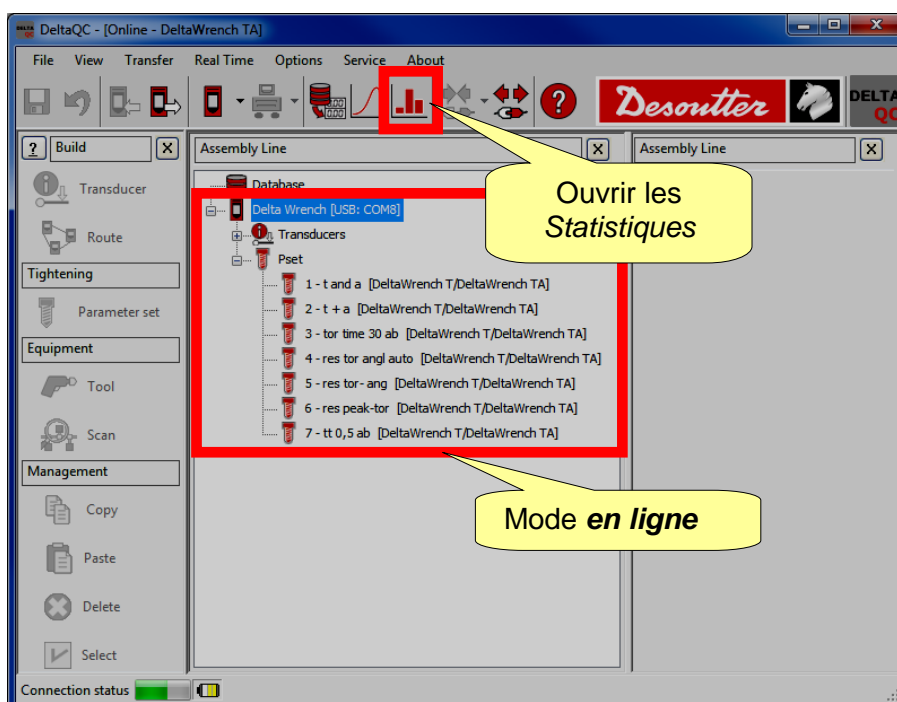 DELTA QC DeltaQC - [Online - DeltaWrench TA]
File View Transfer Real Time Options Service About
Desoutter DELTA QC
? Build X
Transducer
Route
Tightening
Parameter set
Equipment
Tool
Scan
Management
Copy
Paste
Delete
Select
Assembly Line X
Database
Delta Wrench [USB: COM8]
Transducers
Pset
1 - t and a [DeltaWrench T/DeltaWrench TA]
2 - t + a [DeltaWrench T/DeltaWrench TA]
3 - tor time 30 ab [DeltaWrench T/DeltaWrench TA]
4 - res tor angl auto [DeltaWrench T/DeltaWrench TA]
5 - res tor- ang [DeltaWrench T/DeltaWrench TA]
6 - res peak-tor [DeltaWrench T/DeltaWrench TA]
7 - tt 0,5 ab [DeltaWrench T/DeltaWrench TA]
Assembly Line X
Ouvrir les
Statistiques
Mode en ligne
Connection status